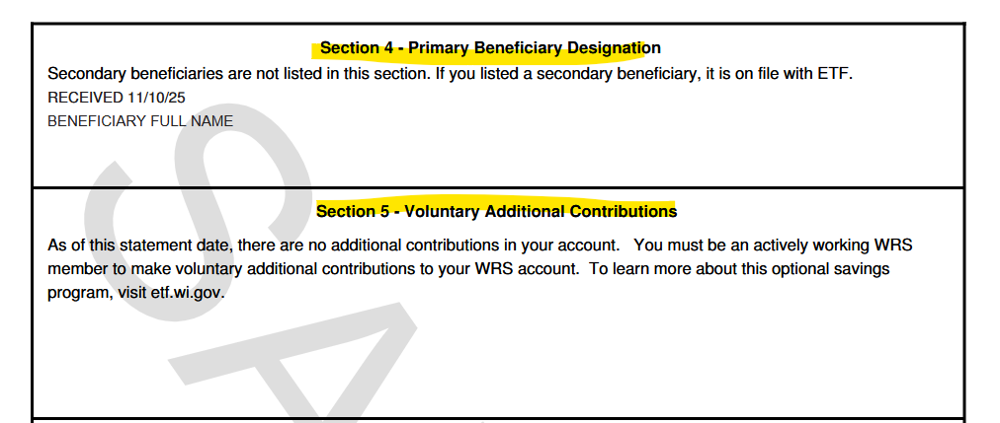 Section 4 - Primary Beneficiary Designation
Secondary beneficiaries are not listed in this section. If you listed a secondary beneficiary, it is on file with ETF.
RECEIVED 11/10/25
BENEFICIARY FULL NAME
Section 5 - Voluntary Additional Contributions
As of this statement date, there are no additional contributions in your account.   You must be an actively working WRS
member to make voluntary additional contributions to your WRS account.  To learn more about this optional savings
program, visit etf.wi.gov.
SA